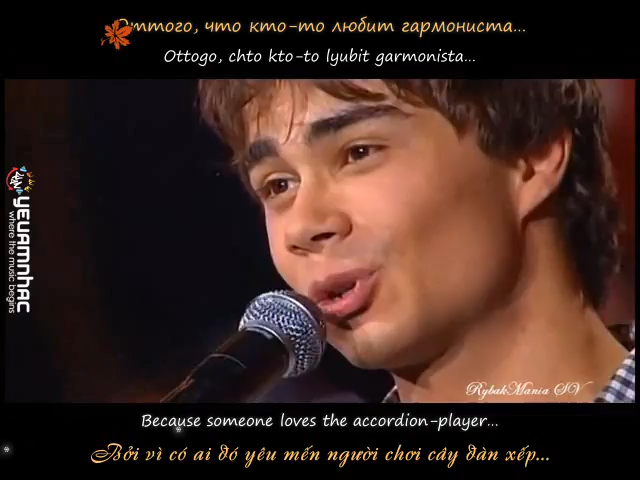 Оттого, что кто-то любит гармониста...
Ottogo, chto kto-to lyubit garmonista...
YEUAMNHAC
where the music begins
RybakMania SV
Because someone loves the accordion-player...
Bởi vì có ai đó yêu mến người chơi cây đàn xếp...